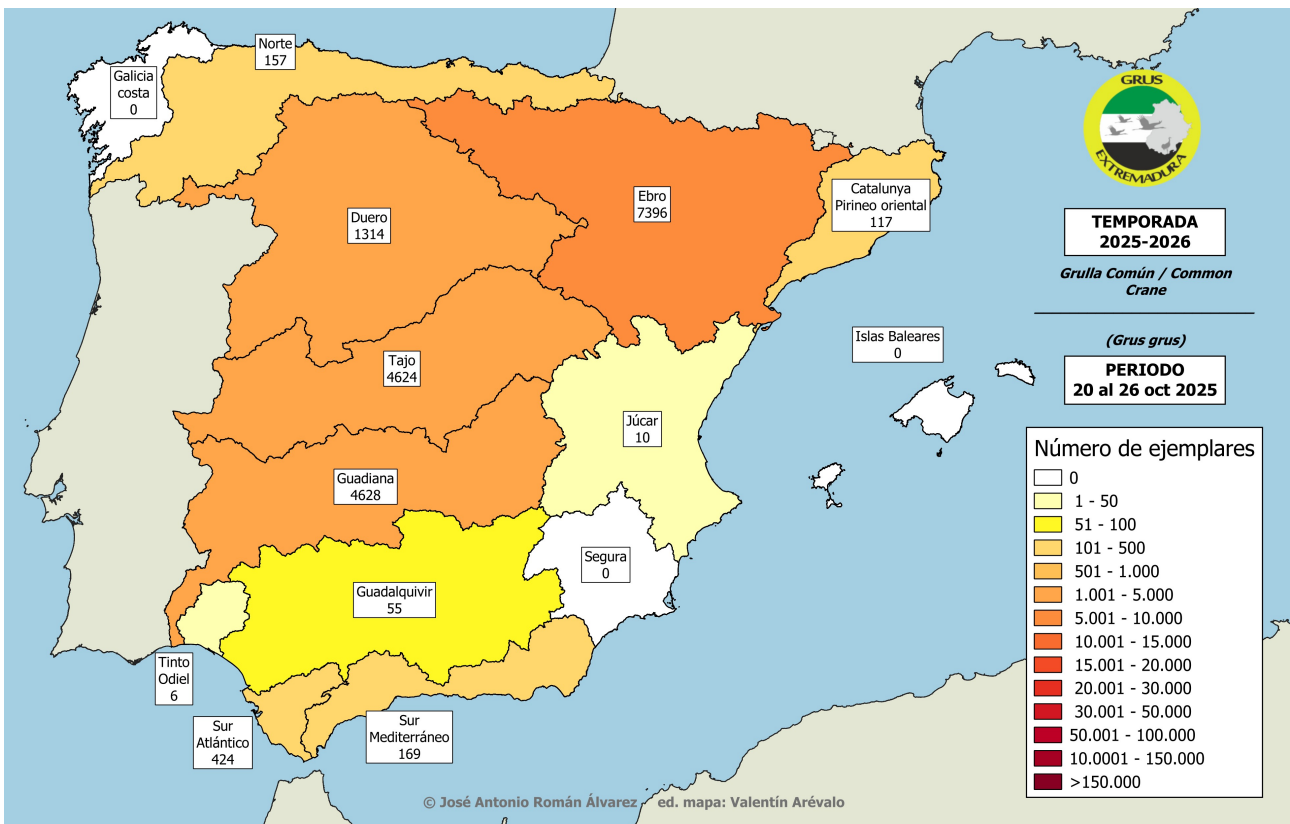 Norte
157
Galicia
costa
0
GRUS
EXTREMADURA
Ebro
7396
Catalunya
Pirineo oriental
117
Duero
1314
TEMPORADA
2025-2026
Grulla Común / Common
Crane
(Grus grus)
PERIODO
20 al 26 oct 2025
Islas Baleares
0
Tajo
4624
Júcar
10
Guadiana
4628
Segura
0
Guadalquivir
55
Tinto
Odiel
6
Sur
Atlántico
424
Sur
Mediterráneo
169
Número de ejemplares
0
1 - 50
51 - 100
101 - 500
501 - 1.000
1.001 - 5.000
5.001 - 10.000
10.001 - 15.000
15.001 - 20.000
20.001 - 30.000
30.001 - 50.000
50.001 - 100.000
10.0001 - 150.000
>150.000
© José Antonio Román Álvarez ed. mapa: Valentín Arévalo